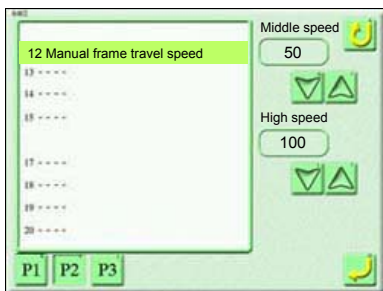 Middle speed
12 Manual frame travel speed
50
13 ----
14 ----
15 ----
High speed
100
17 ----
18 ----
19 ----
20 ----
P1 P2 P3